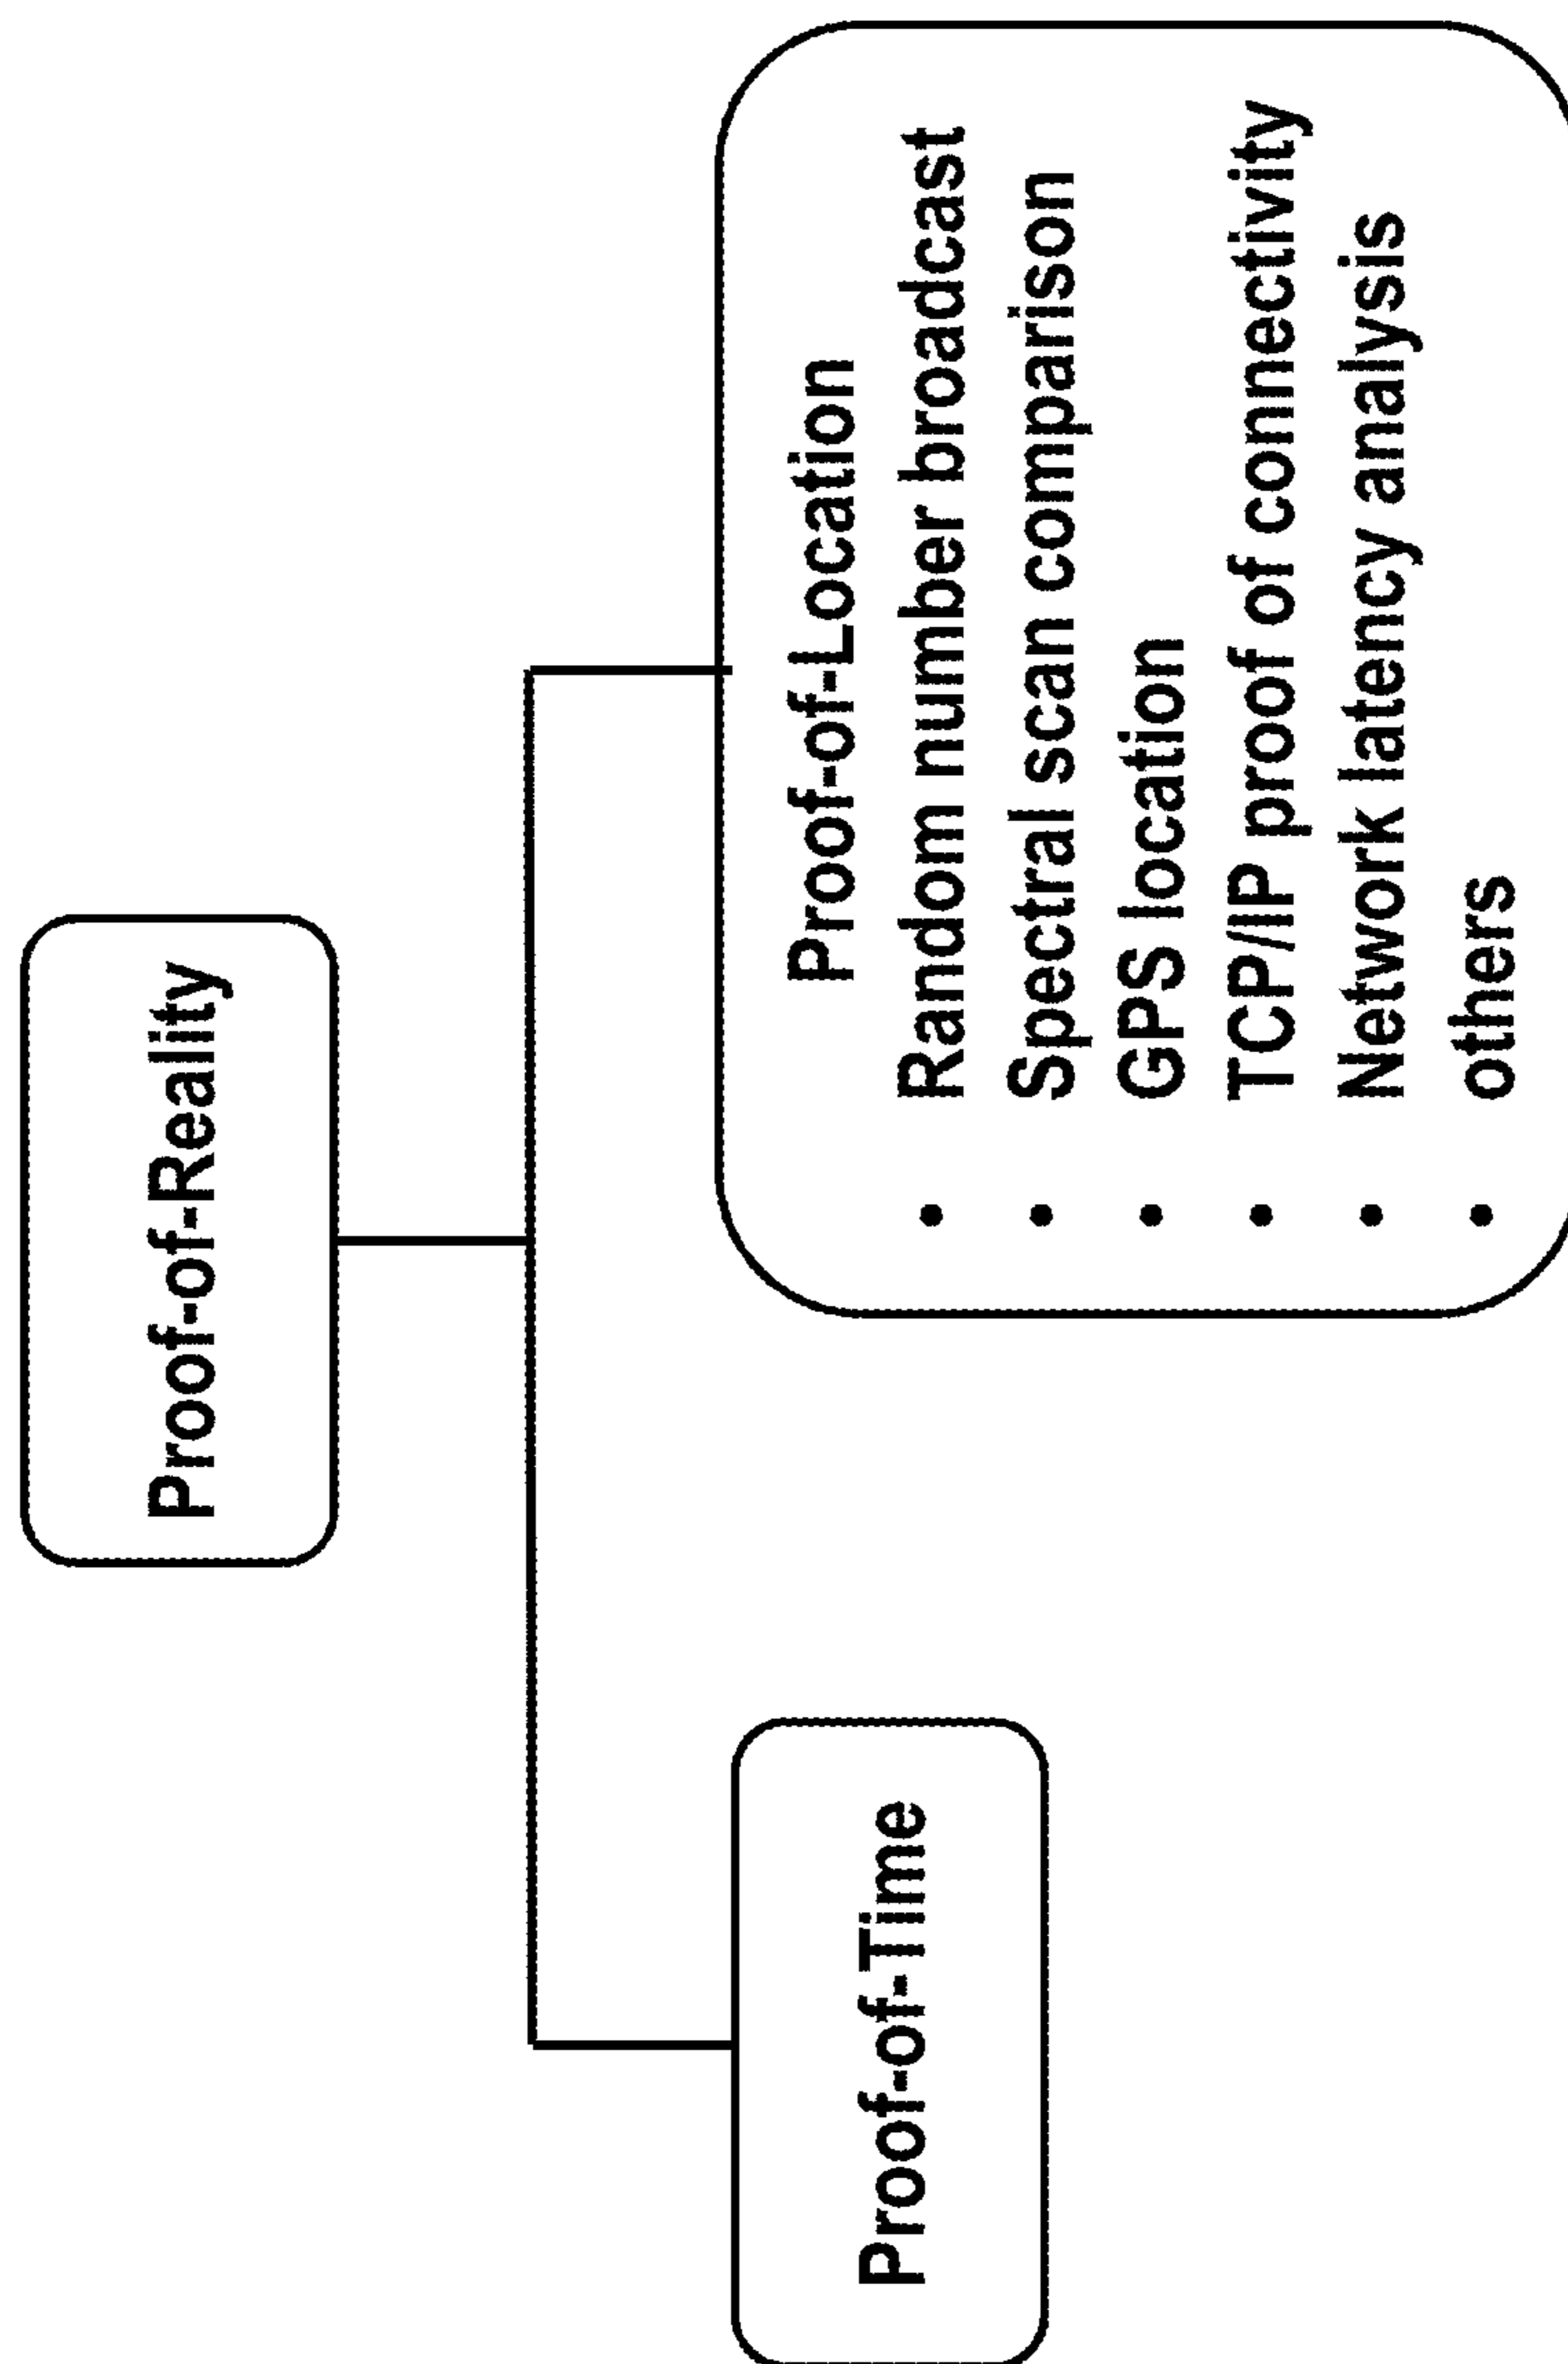 Proof-of-Reality
Proof-of-Time
Proof-of-Location
• Random number broadcast
• Spectral scan comparison
• GPS location
• TCP/IP proof of connectivity
• Network latency analysis
• others